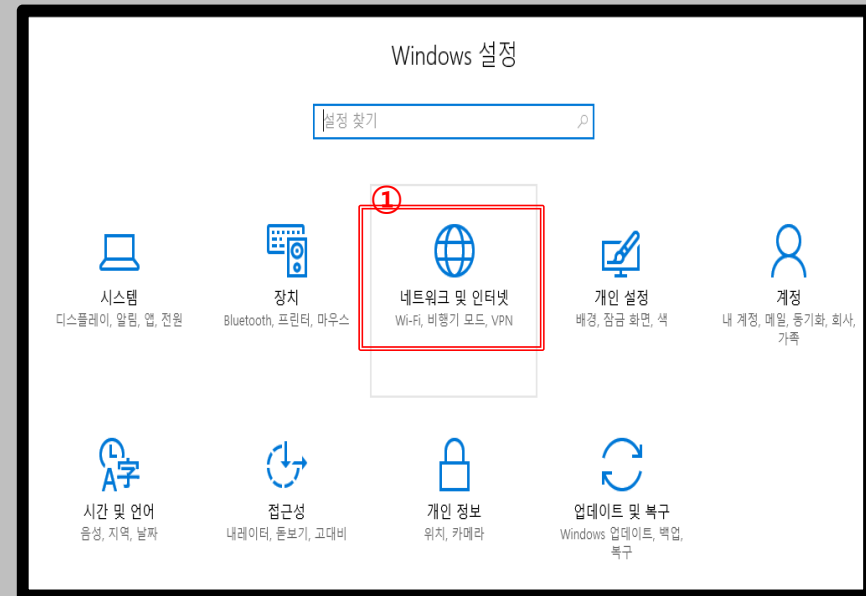 Windows 설정
설정 찾기
①
시스템
디스플레이, 알림, 앱, 전원
장치
Bluetooth, 프린터, 마우스
네트워크 및 인터넷
Wi-Fi, 비행기 모드, VPN
개인 설정
배경, 잠금 화면, 색
계정
내 계정, 메일, 동기화, 회사,
가족
시간 및 언어
음성, 지역, 날짜
접근성
내레이터, 돋보기, 고대비
개인 정보
위치, 카메라
업데이트 및 복구
Windows 업데이트, 백업,
복구